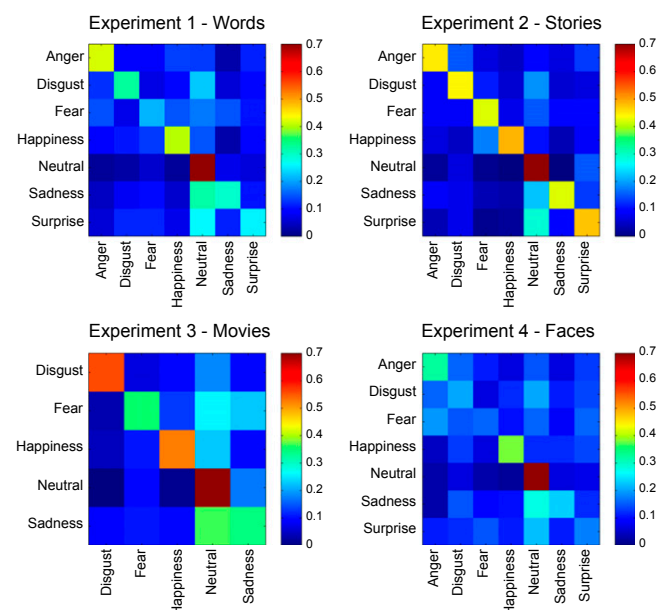 Experiment 1 - Words
Anger
Disgust
Fear
Happiness
Neutral
Sadness
Surprise
0.7
0.6
0.5
0.4
0.3
0.2
0.1
0
Anger
Disgust
Fear
Happiness
Neutral
Sadness
Surprise
Experiment 2 - Stories
Anger
Disgust
Fear
Happiness
Neutral
Sadness
Surprise
0.7
0.6
0.5
0.4
0.3
0.2
0.1
0
Anger
Disgust
Fear
Happiness
Neutral
Sadness
Surprise
Experiment 3 - Movies
Disgust
Fear
Happiness
Neutral
Sadness
0.7
0.6
0.5
0.4
0.3
0.2
0.1
0
Disgust
Fear
Happiness
Neutral
Sadness
Experiment 4 - Faces
Anger
Disgust
Fear
Happiness
Neutral
Sadness
Surprise
0.7
0.6
0.5
0.4
0.3
0.2
0.1
0
Anger
Disgust
Fear
Happiness
Neutral
Sadness
Surprise